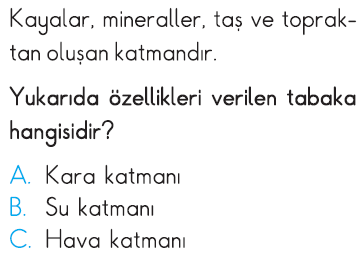 Kayalar, mineraller, taş ve toprak-
tan oluşan katmandır.
Yukarıda özellikleri verilen tabaka
hangisidir?
A. Kara katmanı
B. Su katmanı
C. Hava katmanı